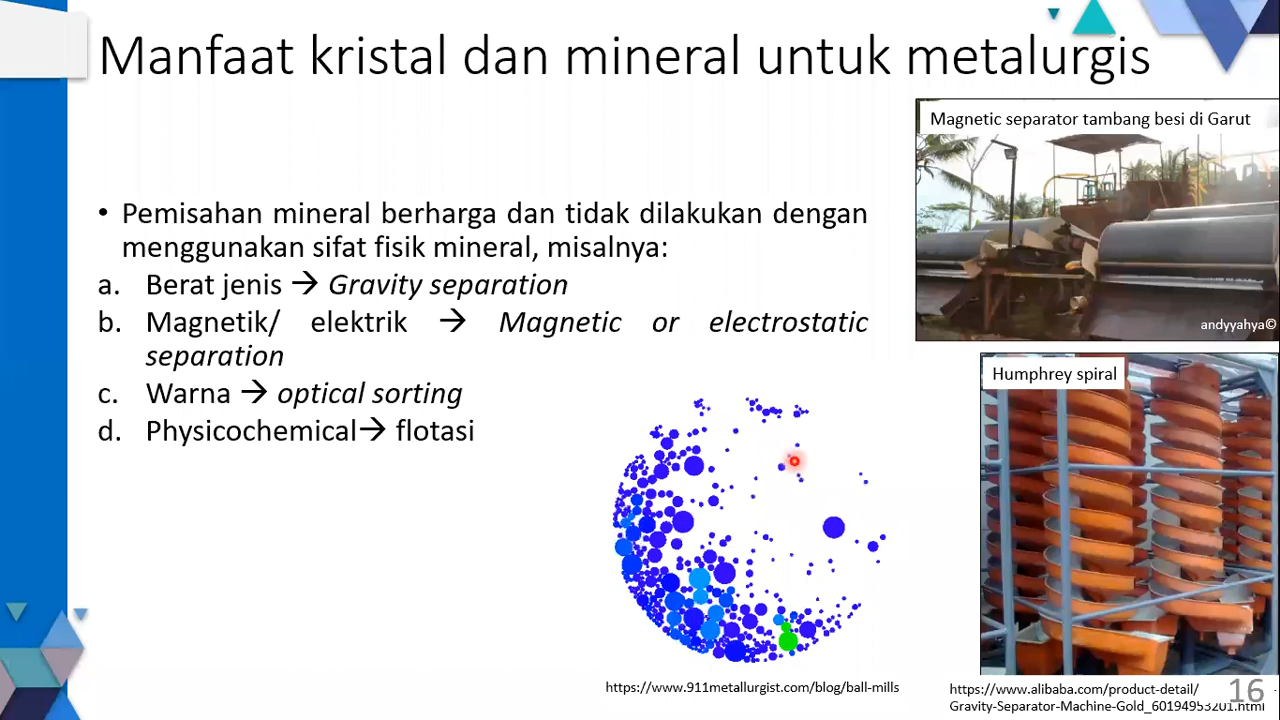 Manfaat kristal dan mineral untuk metalurgis
Magnetic separator tambang besi di Garut
• Pemisahan mineral berharga dan tidak dilakukan dengan
menggunakan sifat fisik mineral, misalnya:
a. Berat jenis → Gravity separation
b. Magnetik/ elektrik → Magnetic or electrostatic
separation
c. Warna → optical sorting
d. Physicochemical→ flotasi
andyyahya©
Humphrey spiral
https://www.911metallurgist.com/blog/ball-mills
https://www.alibaba.com/product-detail/
Gravity-Separator-Machine-Gold_60194953201.html
16